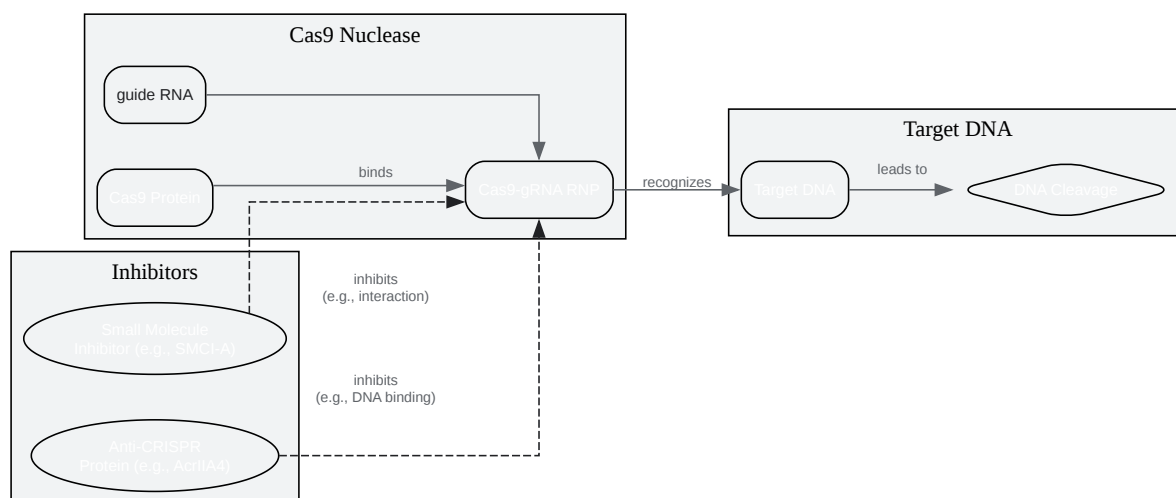 Cas9 Nuclease
guide RNA
binds
Cas9 Protein
Cas9-gRNA RNP
recognizes
Target DNA
Target DNA
leads to
DNA Cleavage
Inhibitors
inhibits
(e.g., interaction)
Small Molecule
Inhibitor (e.g., SMCI-A)
inhibits
(e.g., DNA binding)
Anti-CRISPR
Protein (e.g., AcrIIA4)